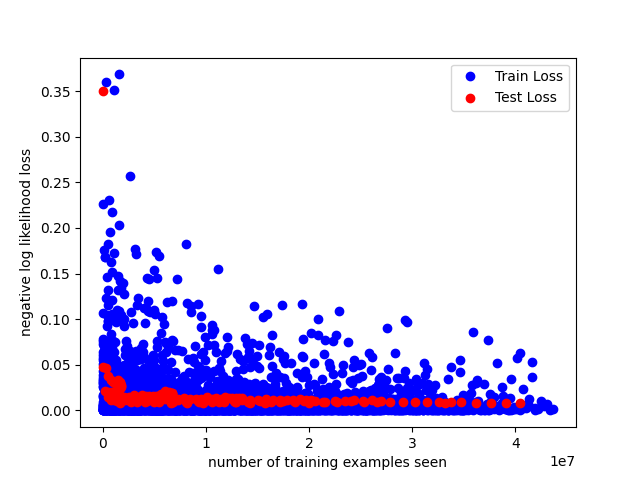 Train Loss
Test Loss
0.35
0.30
0.25
0.20
0.15
0.10
0.05
0.00
negative log likelihood loss
0 1 2 3 4
1e7
number of training examples seen